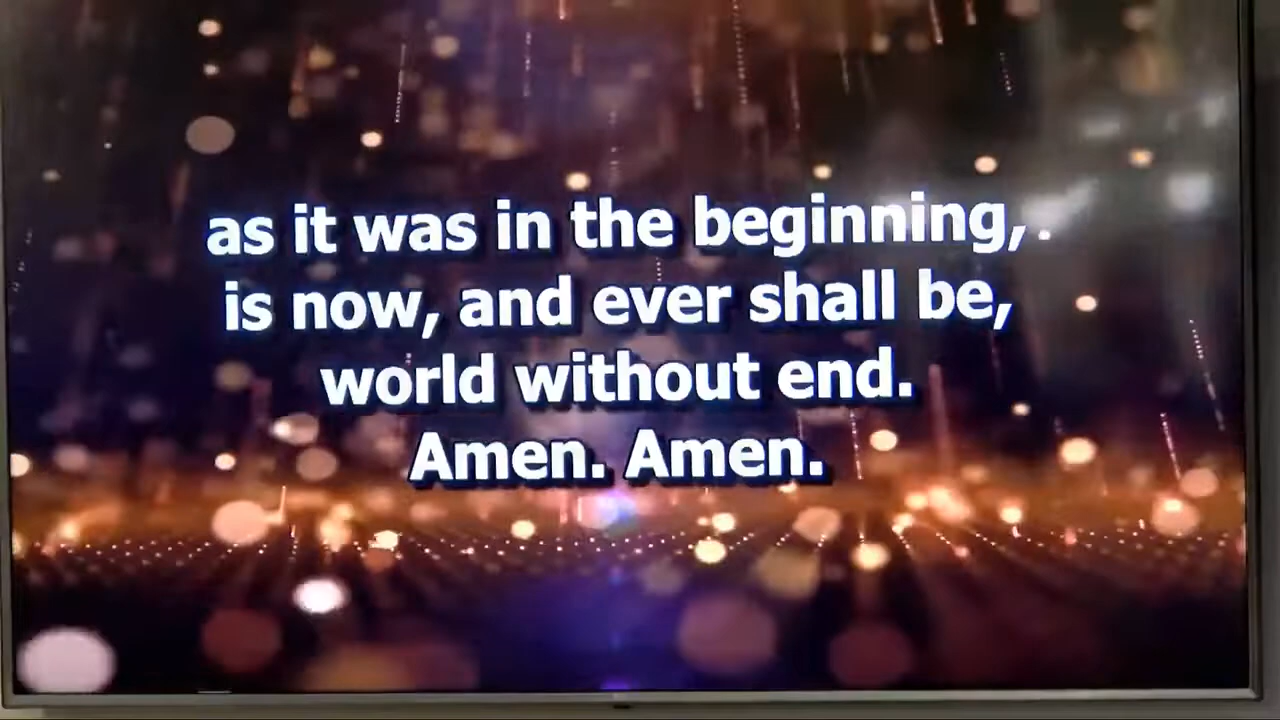 as it was in the beginning,
is now, and ever shall be,
world without end.
Amen. Amen.